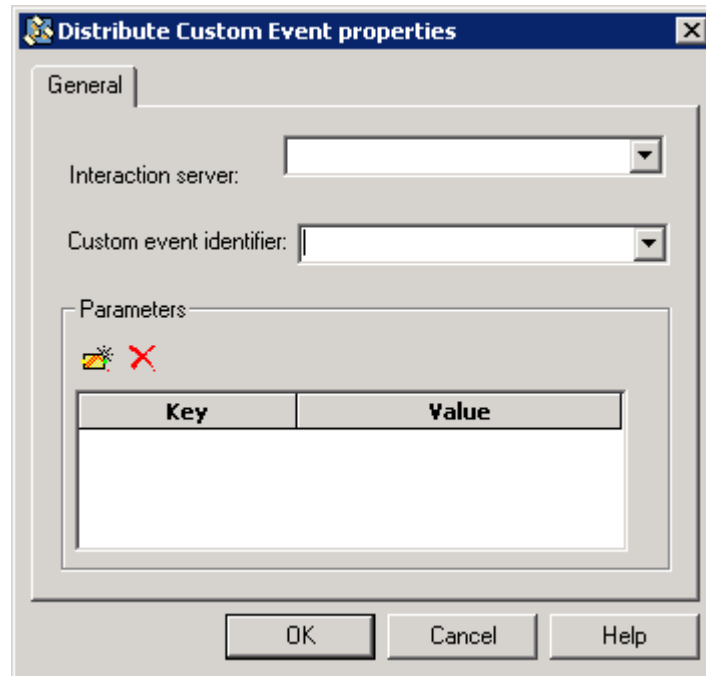 Distribute Custom Event properties
General
Interaction server:
Custom event identifier:
Parameters
Key Value
OK Cancel Help